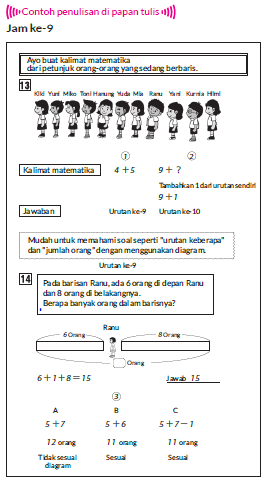 Contoh penulisan di papan tulis
Jam ke-9
Ayo buat kalimat matematika
dari petunjuk orang-orang yang sedang berbaris.
13
Kiki Yuni Miko Toni Hanung Yuda Mia Ranu Yani Kurnia Hilmi
① ②
Kalimat matematika 4 + 5 9 + ?
Tambahkan 1 dari urutan sendiri
9 + 1
Jawaban Urutan ke-9 Urutan ke-10
Mudah untuk memahami soal seperti "urutan keberapa"
dan "jumlah orang" dengan menggunakan diagram.
Urutan ke-9
14
Pada barisan Ranu, ada 6 orang di depan Ranu
dan 8 orang di belakangnya.
Berapa banyak orang dalam barisnya?
Ranu
6 Orang 8 Orang
Orang
6 + 1 + 8 = 15 Jawab 15
③
A B C
5 + 7 5 + 6 5 + 7 − 1
12 orang 11 orang 11 orang
Tidak sesuai Sesuai Sesuai
diagram